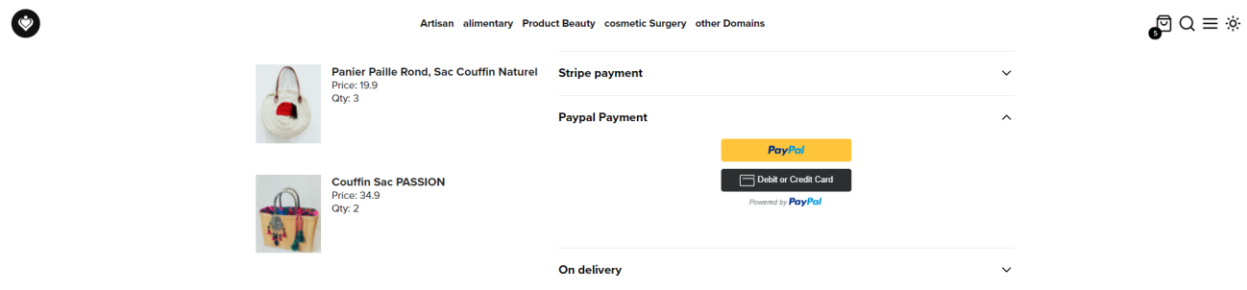 Artisan alimentary Product Beauty cosmetic Surgery other Domains
5
Panier Paille Rond, Sac Couffin Naturel
Price: 19.9
Qty: 3
Couffin Sac PASSION
Price: 34.9
Qty: 2
Stripe payment
Paypal Payment
PayPal
Debit or Credit Card
Powered by PayPal
On delivery